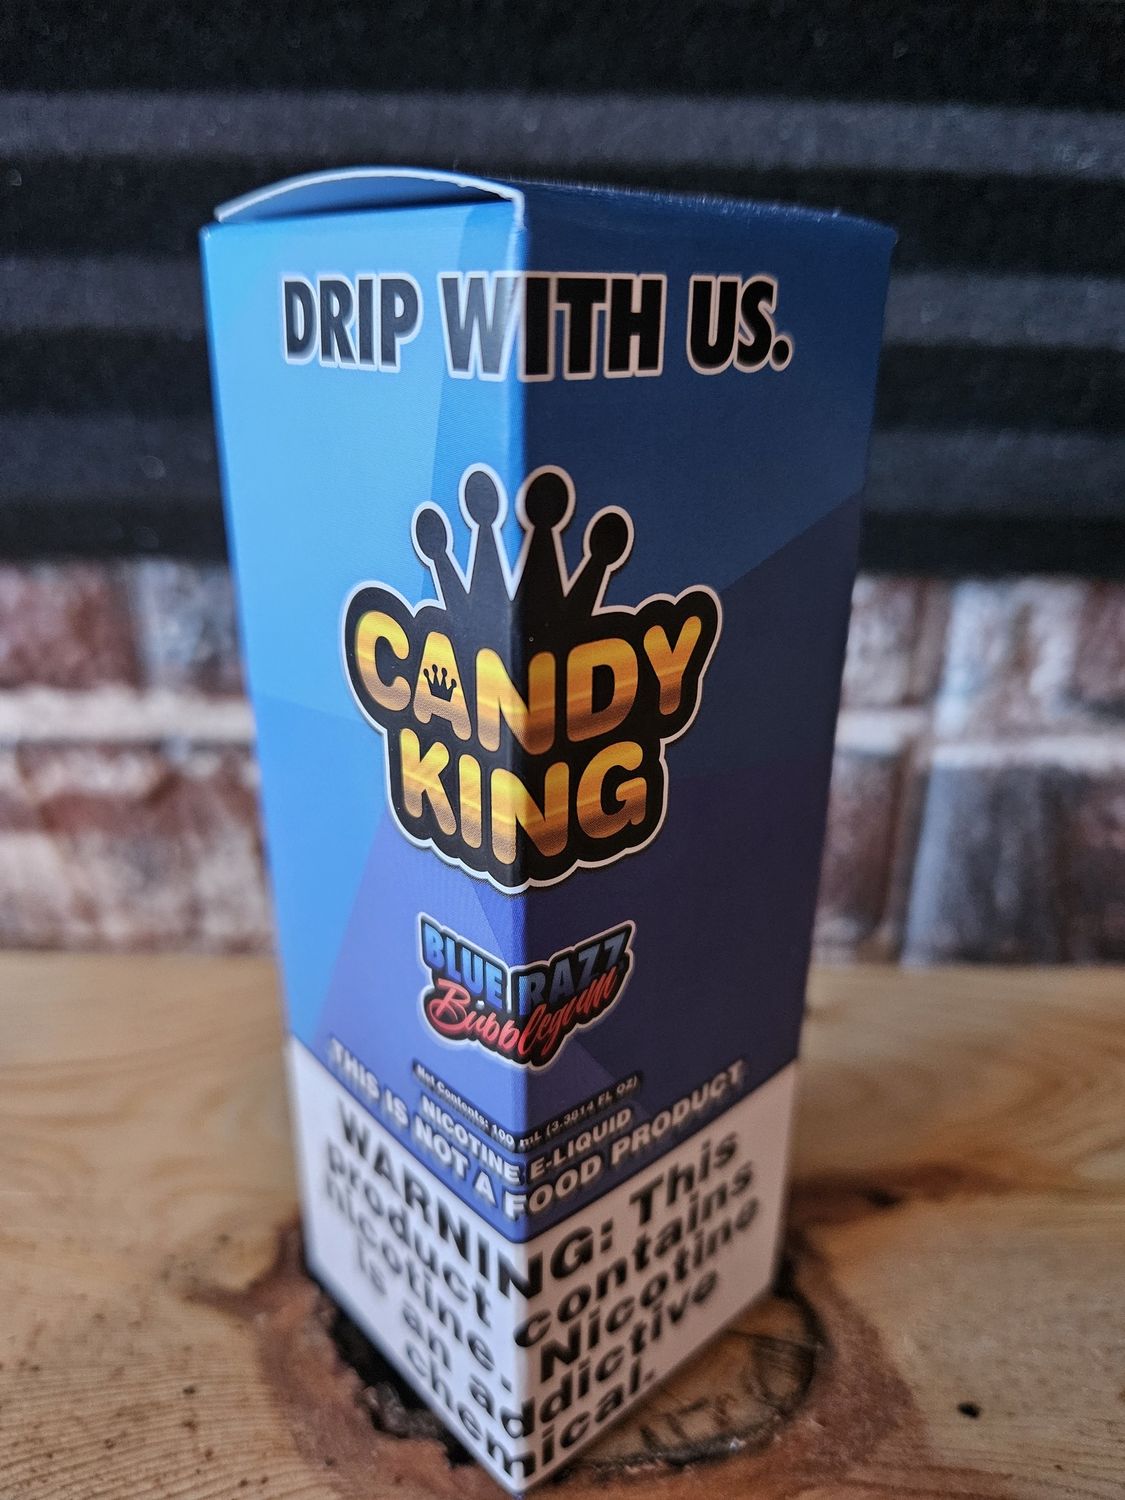 DRIP WITH US.
CANDY
KING
BLUE RAZZ
Bubblegum
Net Contents: 100 mL (3.3814 FL OZ)
NICOTINE E-LIQUID
THIS IS NOT A FOOD PRODUCT
WARNING: This
product contains
nicotine. Nicotine
is an addictive
chemical.